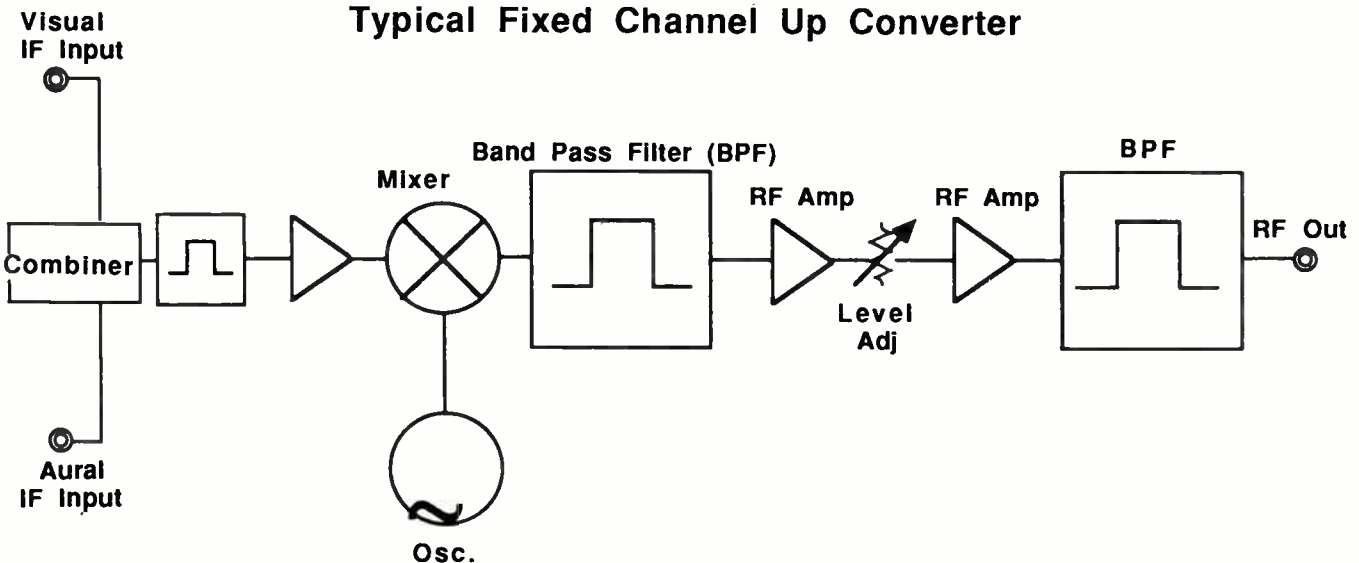 Typical Fixed Channel Up Converter
Visual
IF Input
Band Pass Filter (BPF)
BPF
Mixer
RF Amp
RF Amp
RF Out
Combiner
Level
Adj
Aural
IF Input
Osc.